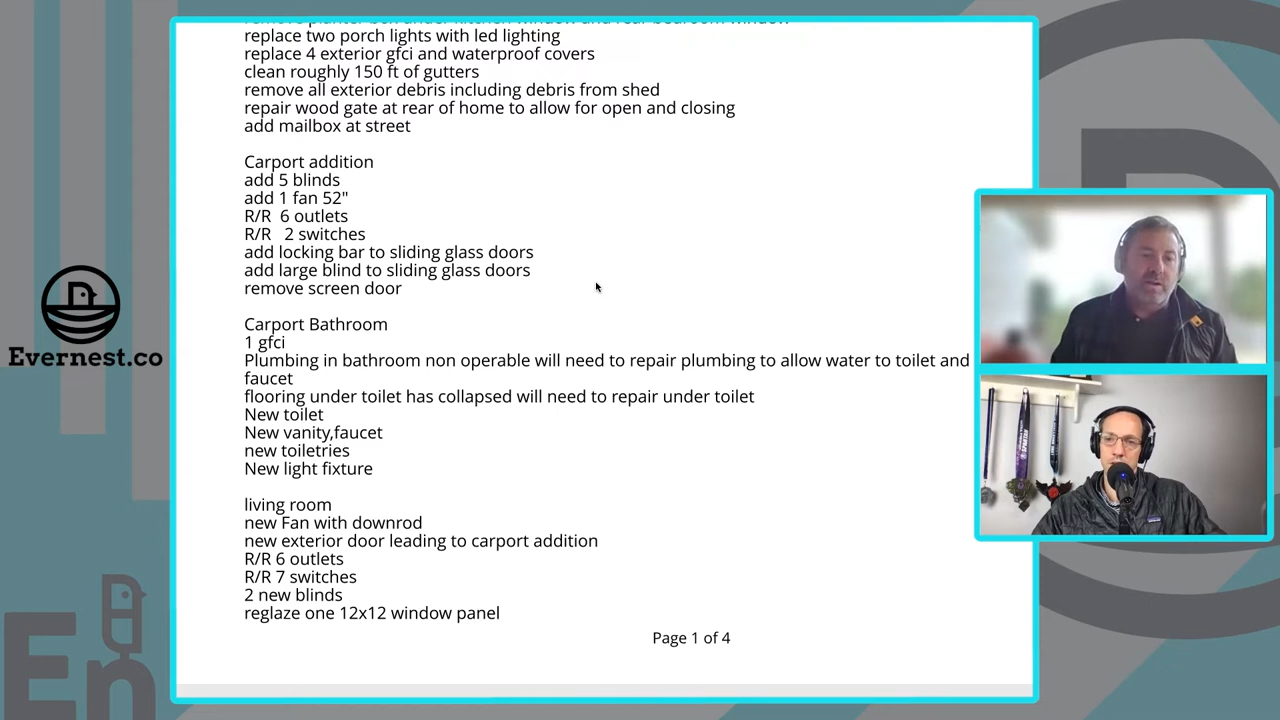 replace two porch lights with led lighting
replace 4 exterior gfci and waterproof covers
clean roughly 150 ft of gutters
remove all exterior debris including debris from shed
repair wood gate at rear of home to allow for open and closing
add mailbox at street
Carport addition
add 5 blinds
add 1 fan 52"
R/R 6 outlets
R/R 2 switches
add locking bar to sliding glass doors
add large blind to sliding glass doors
remove screen door
Carport Bathroom
1 gfci
Plumbing in bathroom non operable will need to repair plumbing to allow water to toilet and
faucet
flooring under toilet has collapsed will need to repair under toilet
New toilet
New vanity,faucet
new toiletries
New light fixture
living room
new Fan with downrod
new exterior door leading to carport addition
R/R 6 outlets
R/R 7 switches
2 new blinds
reglaze one 12x12 window panel
Page 1 of 4
Evernest.co
En